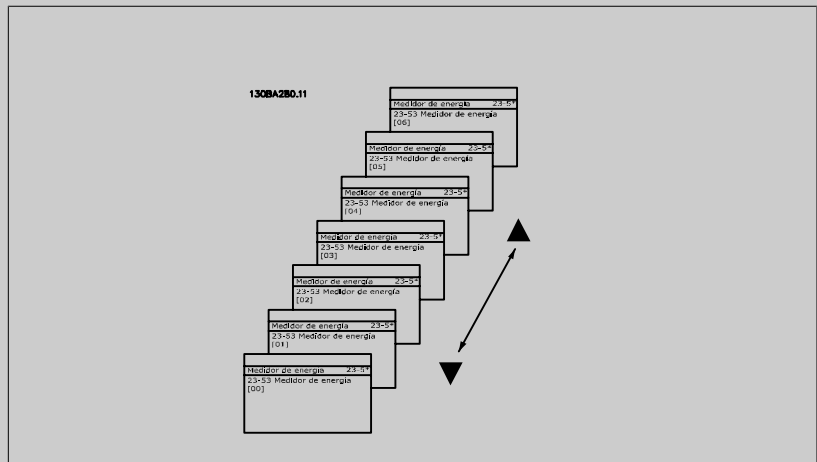 130BA280.11
Medidor de energía 23-5*
23-53 Medidor de energía
[06]
Medidor de energía 23-5*
23-53 Medidor de energía
[05]
Medidor de energía 23-5*
23-53 Medidor de energía
[04]
Medidor de energía 23-5*
23-53 Medidor de energía
[03]
Medidor de energía 23-5*
23-53 Medidor de energía
[02]
Medidor de energía 23-5*
23-53 Medidor de energía
[01]
Medidor de energía 23-5*
23-53 Medidor de energía
[00]